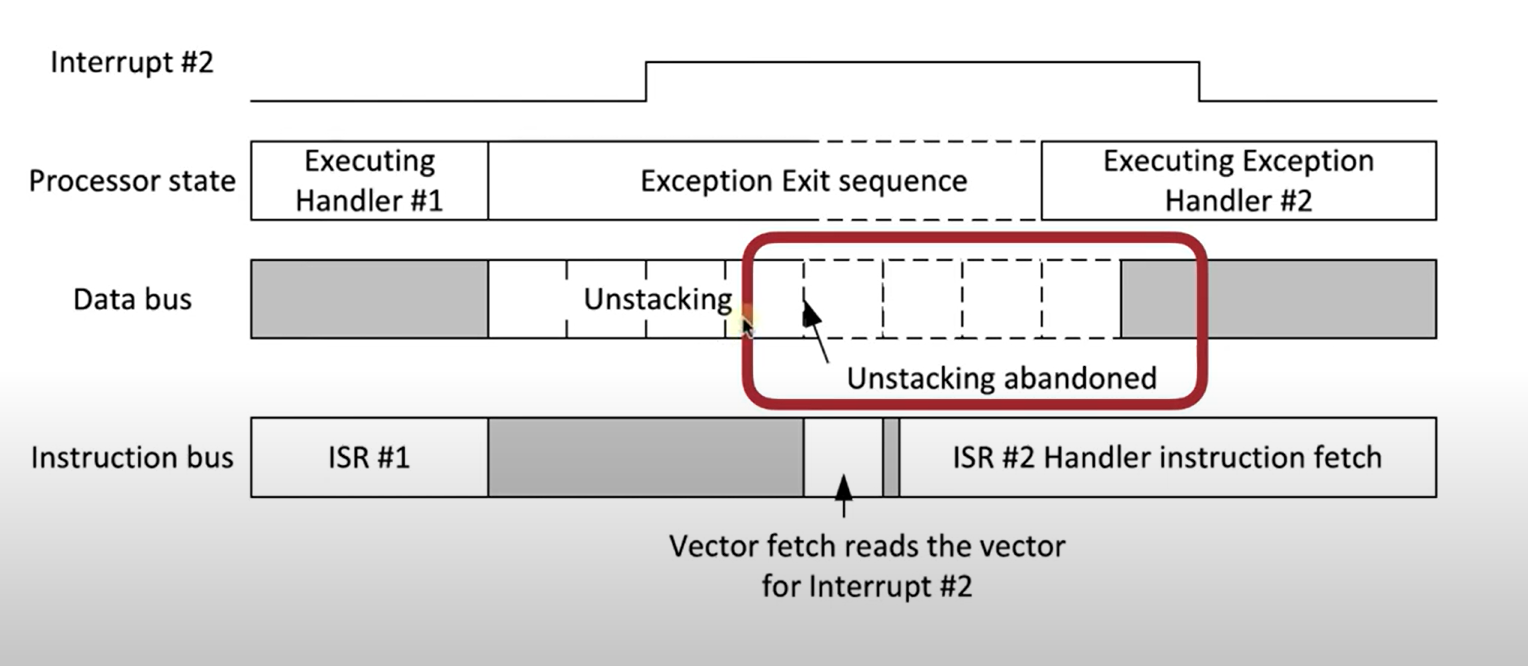 Interrupt #2
Processor state
Executing
Handler #1
Exception Exit sequence
Executing Exception
Handler #2
Data bus
Unstacking
Unstacking abandoned
Instruction bus
ISR #1
ISR #2 Handler instruction fetch
Vector fetch reads the vector
for Interrupt #2